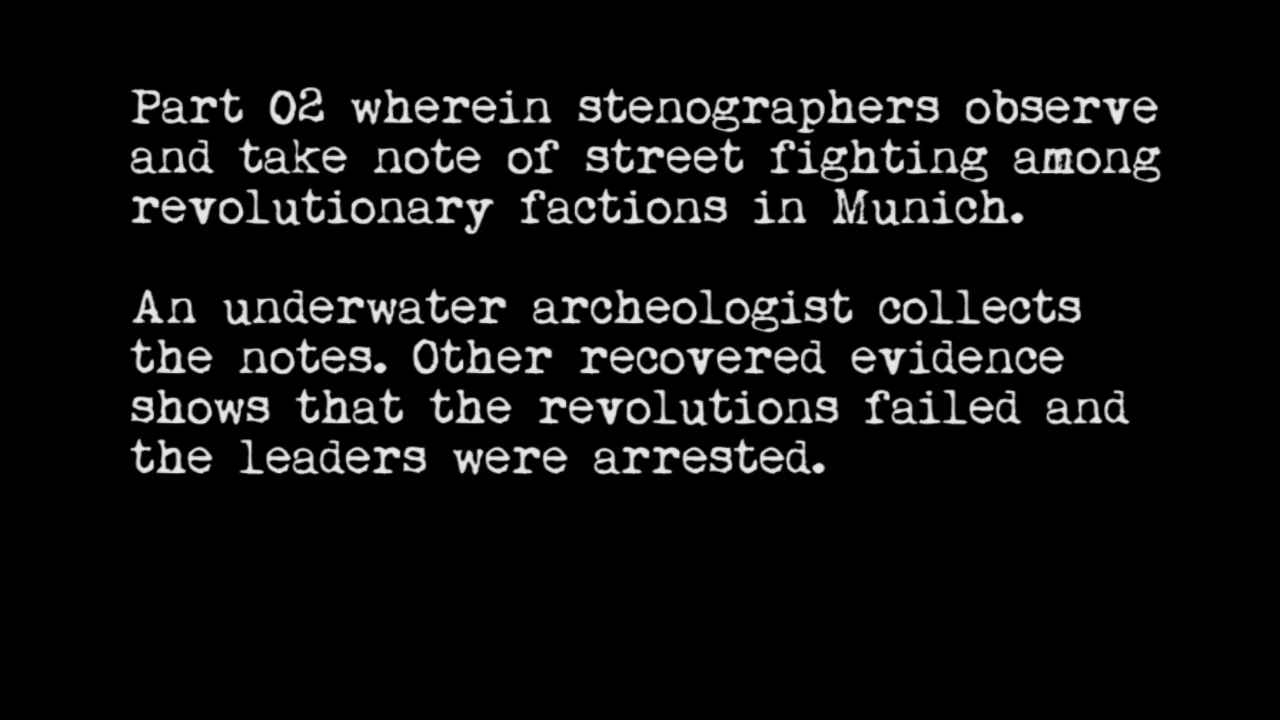 Part 02 wherein stenographers observe
and take note of street fighting among
revolutionary factions in Munich.
An underwater archeologist collects
the notes. Other recovered evidence
shows that the revolutions failed and
the leaders were arrested.